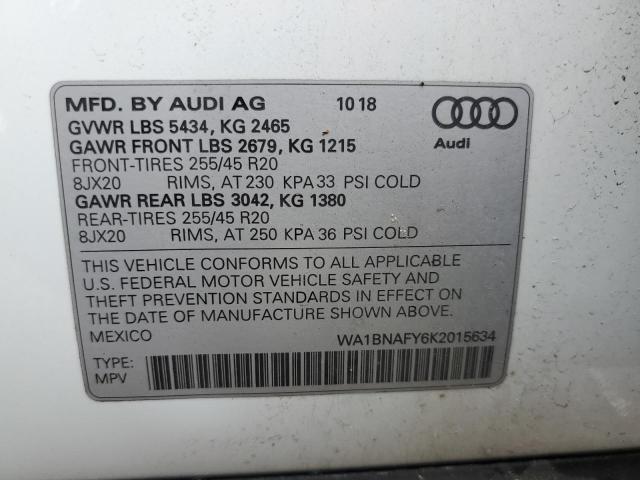 MFD. BY AUDI AG 10 18
GVWR LBS 5434, KG 2465
GAWR FRONT LBS 2679, KG 1215
Audi
FRONT-TIRES 255/45 R20
8JX20 RIMS, AT 230 KPA 33 PSI COLD
GAWR REAR LBS 3042, KG 1380
REAR-TIRES 255/45 R20
8JX20 RIMS, AT 250 KPA 36 PSI COLD
THIS VEHICLE CONFORMS TO ALL APPLICABLE
U.S. FEDERAL MOTOR VEHICLE SAFETY AND
THEFT PREVENTION STANDARDS IN EFFECT ON
THE DATE OF MANUFACTURE SHOWN ABOVE.
MEXICO WA1BNAFY6K2015634
TYPE:
MPV